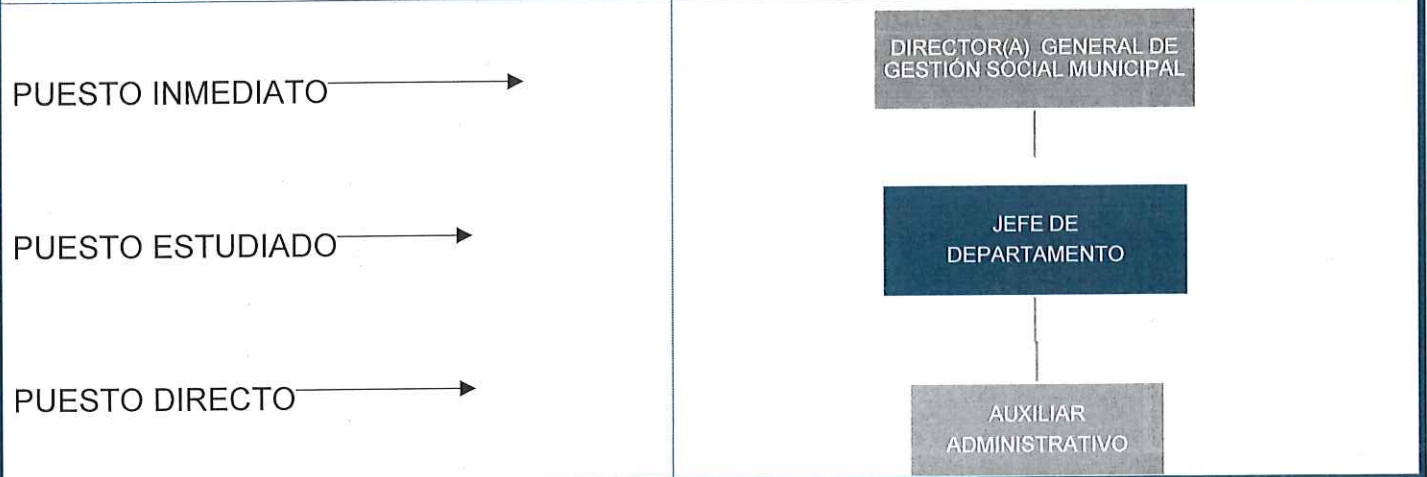 PUESTO INMEDIATO
DIRECTOR(A) GENERAL DE
GESTIÓN SOCIAL MUNICIPAL
PUESTO ESTUDIADO
JEFE DE
DEPARTAMENTO
PUESTO DIRECTO
AUXILIAR
ADMINISTRATIVO